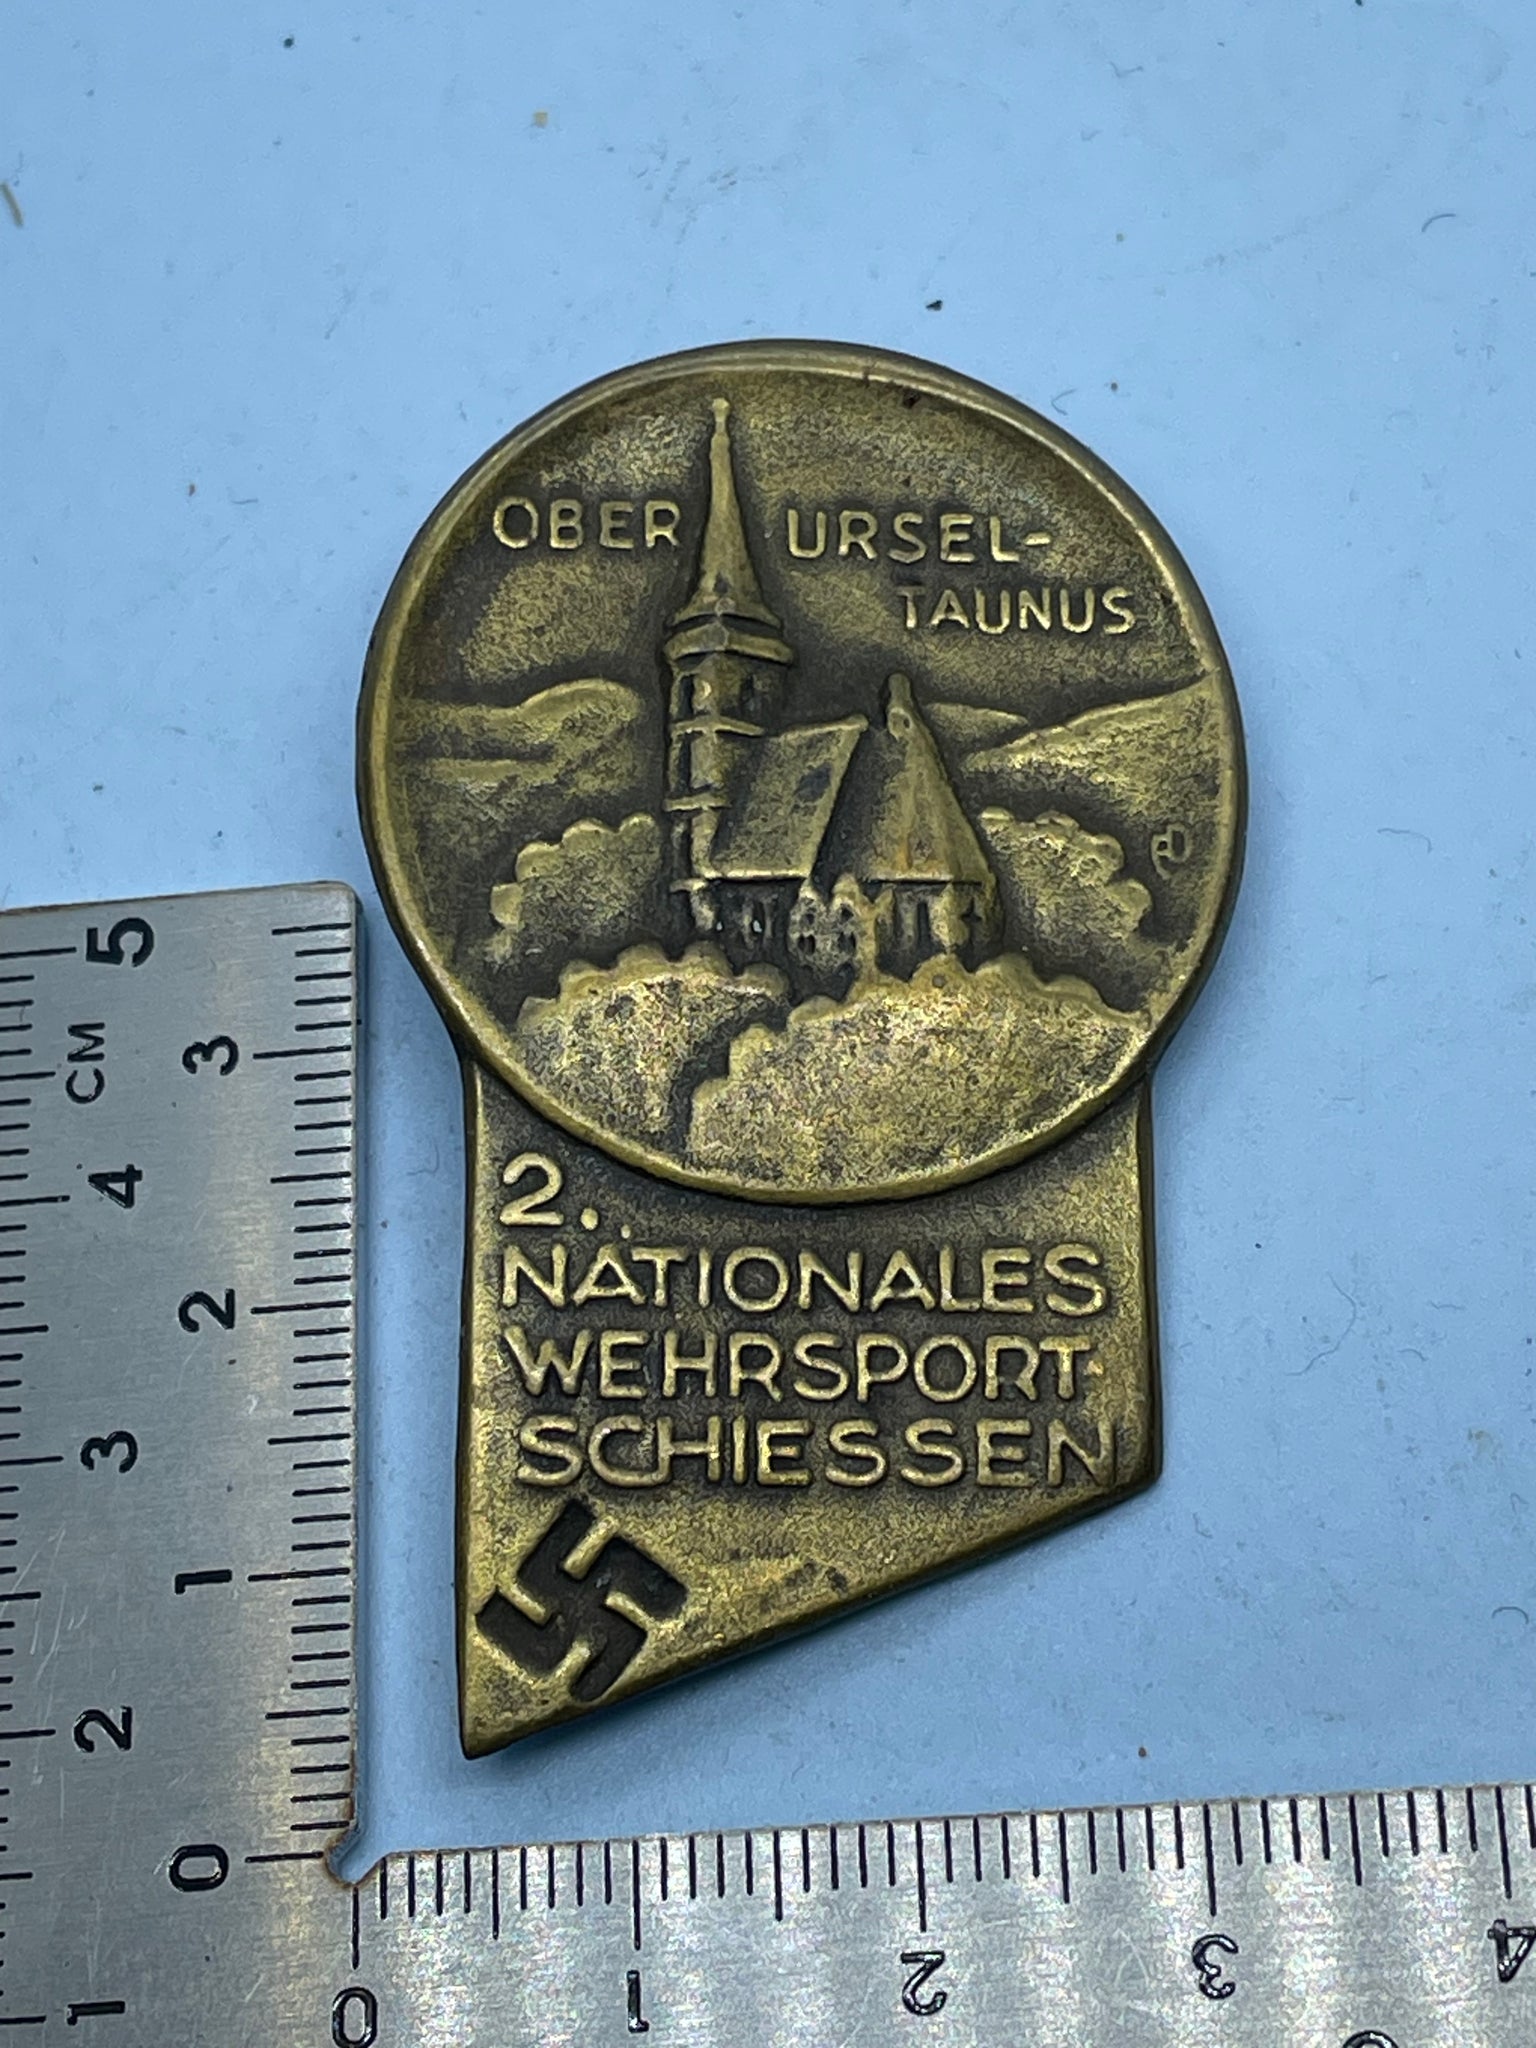 OBER URSEL-
TAUNUS
2.
NATIONALES
WEHRSPORT-
SCHIESSEN
5
CM
4
3
2
1
3
2
1
0
0
1
2
3
4